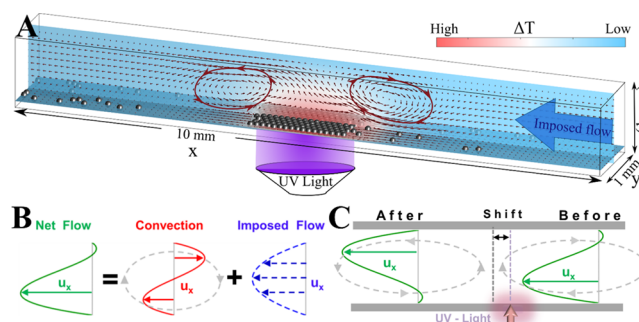 A
High ΔT Low
Imposed flow
10 mm
x
1 mm
y
UV Light
B
Net Flow
Convection
Imposed Flow
ux
=
ux
+
ux
C
After
Shift
Before
ux
ux
UV - Light